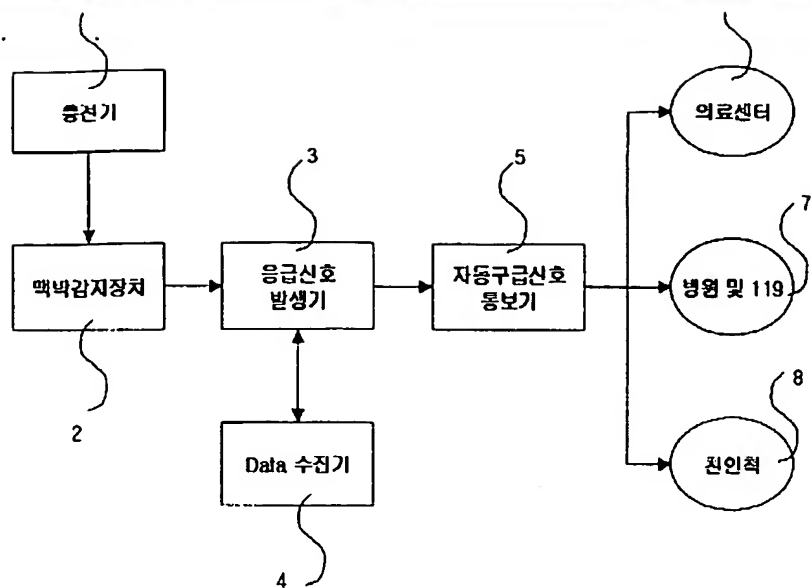 충전기
의료센터
3
5
7
맥박감지장치
응급신호
발생기
자동구급신호
통보기
병원 및 119
2
8
Data 수진기
친인척
4